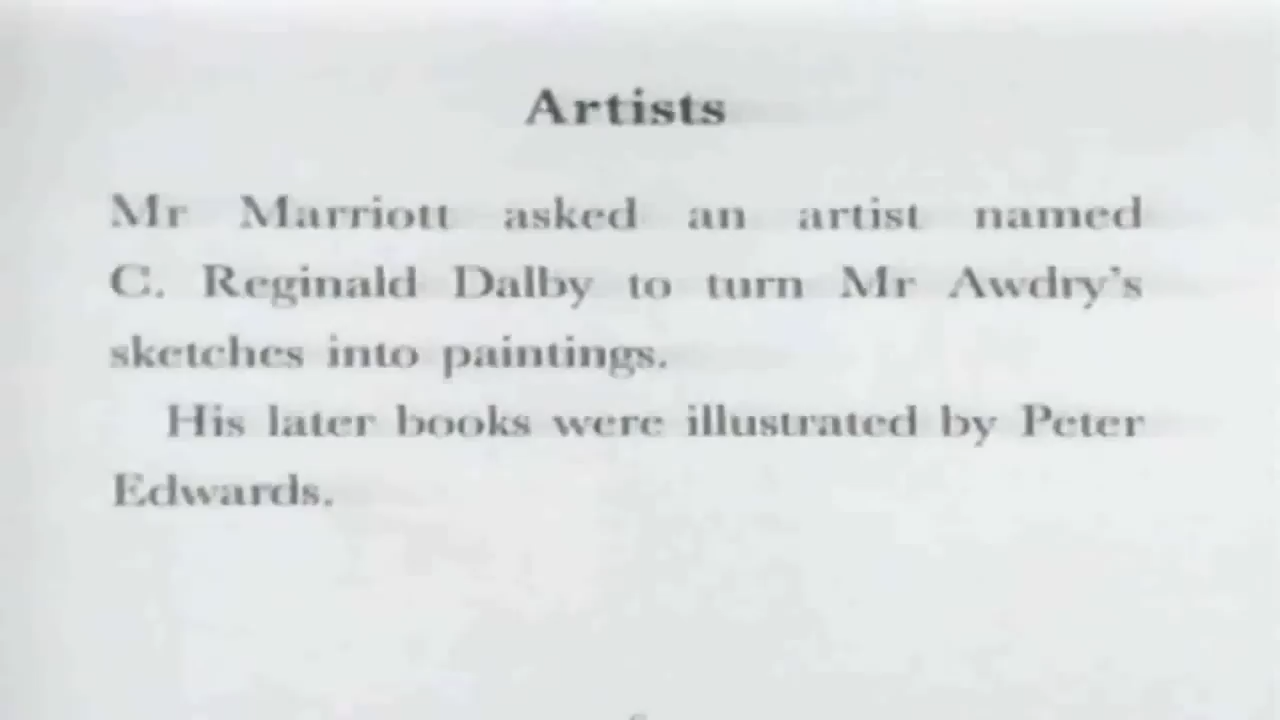 Artists
Mr Marriott asked an artist named
C. Reginald Dalby to turn Mr Awdry's
sketches into paintings.
His later books were illustrated by Peter
Edwards.